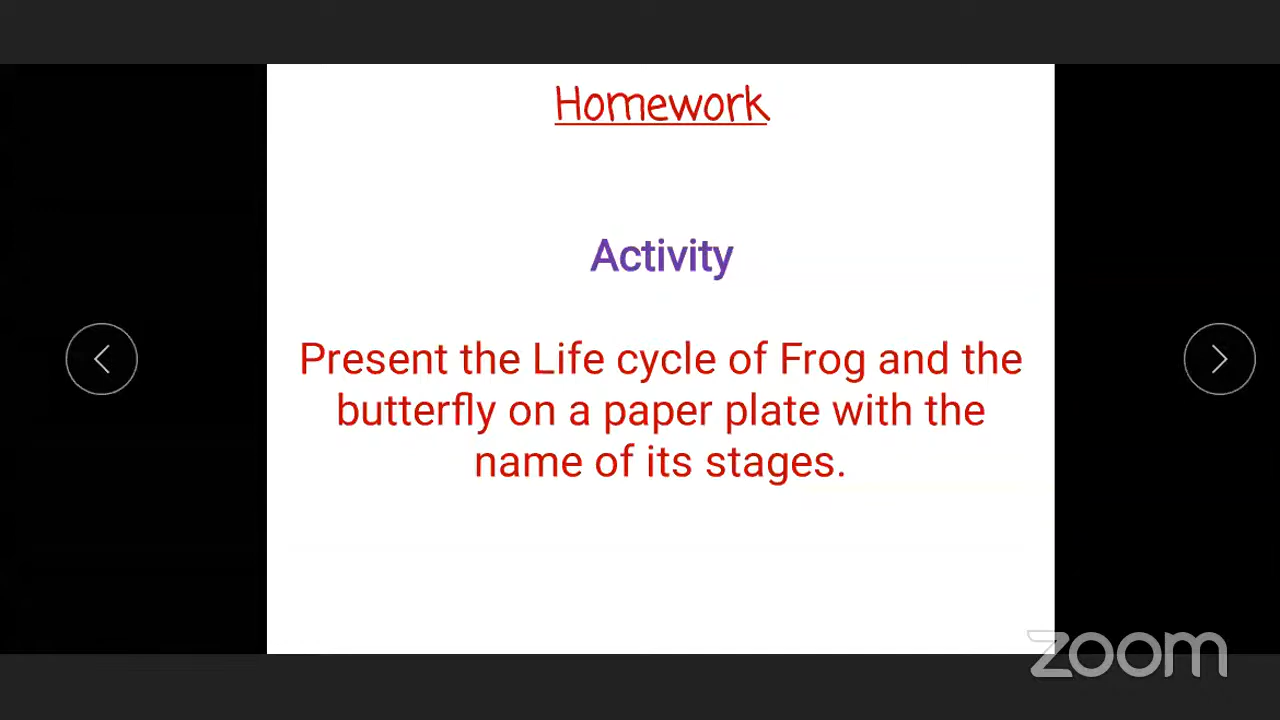 Homework
Activity
Present the Life cycle of Frog and the
butterfly on a paper plate with the
name of its stages.
zoom